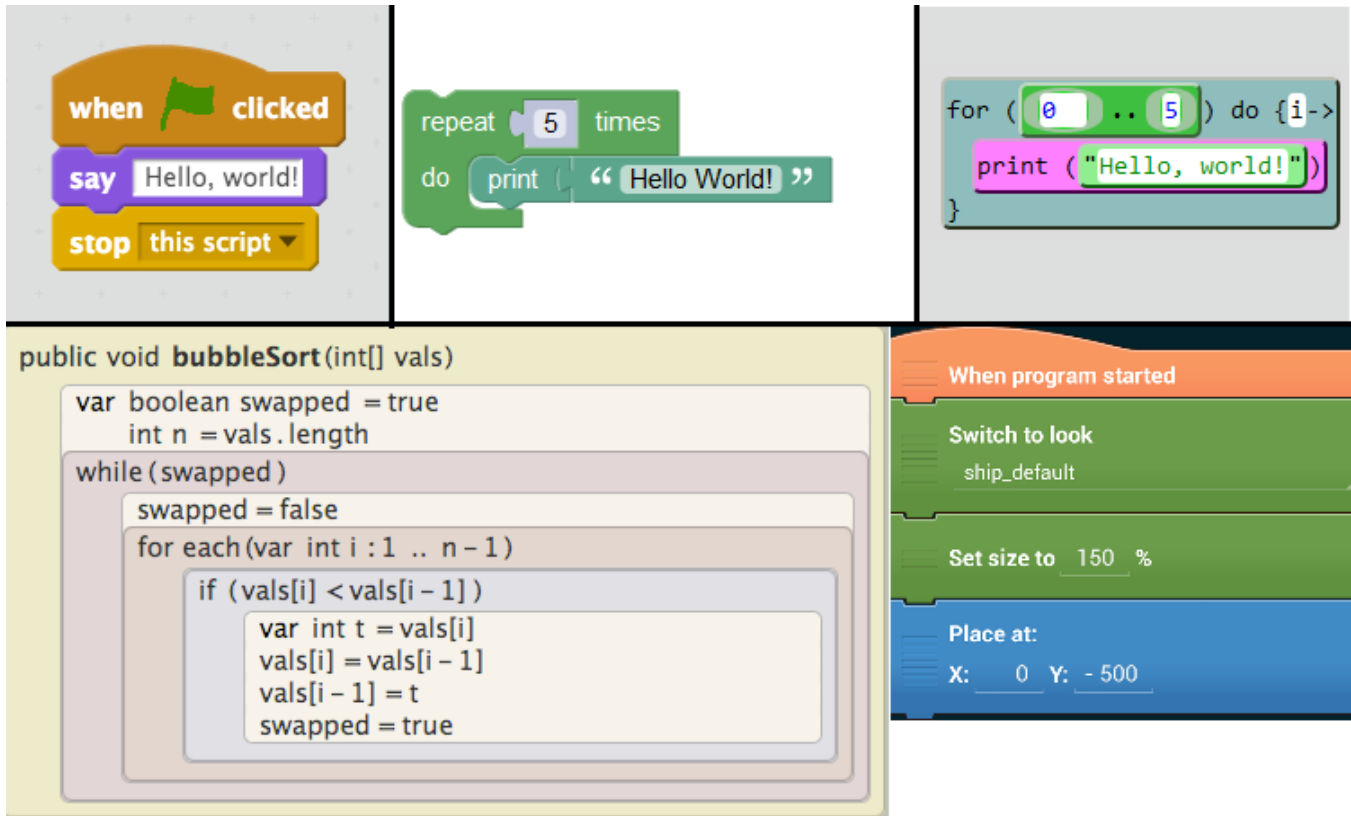 when clicked
say Hello, world!
stop this script
repeat 5 times
do print “ Hello World! ”
for ( 0 .. 5 ) do {i->
print ("Hello, world!")
}
public void bubbleSort(int[] vals)
var boolean swapped = true
int n = vals.length
while(swapped)
swapped = false
for each(var int i : 1 .. n - 1)
if (vals[i] < vals[i - 1])
var int t = vals[i]
vals[i] = vals[i - 1]
vals[i - 1] = t
swapped = true
When program started
Switch to look
ship_default
Set size to 150 %
Place at:
X: 0 Y: - 500